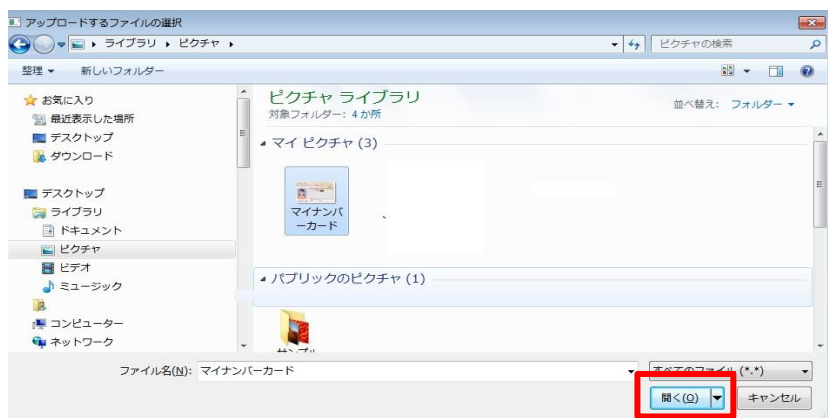 アップロードするファイルの選択
ライブラリ ピクチャ
ピクチャの検索
整理 新しいフォルダー
お気に入り
最近表示した場所
デスクトップ
ダウンロード
デスクトップ
ライブラリ
ドキュメント
ピクチャ
ビデオ
ミュージック
コンピューター
ネットワーク
ピクチャ ライブラリ
対象フォルダー: 4 か所
並べ替え: フォルダー
マイ ピクチャ (3)
マイナンバ
ーカード
パブリックのピクチャ (1)
サンプル
ファイル名(N): マイナンバーカード
すべてのファイル (*.*)
開く(O)
キャンセル